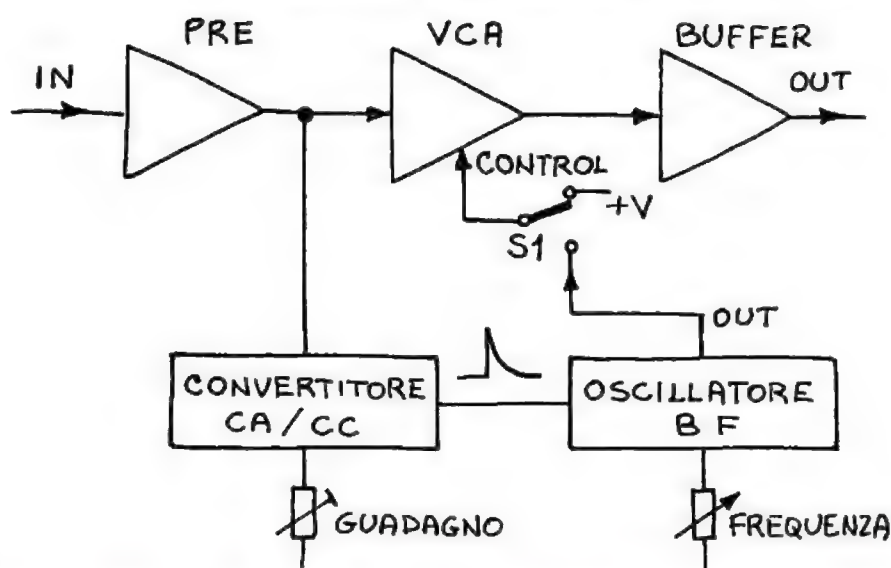 PRE
VCA
BUFFER
IN
OUT
CONTROL
+V
S1
OUT
CONVERTITORE
CA/CC
OSCILLATORE
BF
GUADAGNO
FREQUENZA